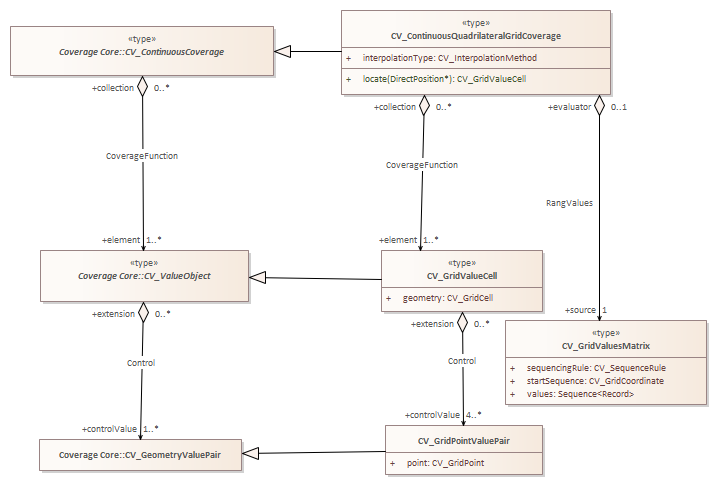 «type»
Coverage Core::CV_ContinuousCoverage
«type»
CV_ContinuousQuadrilateralGridCoverage
+ interpolationType: CV_InterpolationMethod
+ locate(DirectPosition*): CV_GridValueCell
+collection 0..*
+collection 0..*
+evaluator 0..1
CoverageFunction
CoverageFunction
RangValues
+element 1..*
+element 1..*
«type»
Coverage Core::CV_ValueObject
«type»
CV_GridValueCell
+ geometry: CV_GridCell
+extension 0..*
+extension 0..*
+source 1
«type»
CV_GridValuesMatrix
+ sequencingRule: CV_SequenceRule
+ startSequence: CV_GridCoordinate
+ values: Sequence<Record>
Control
Control
+controlValue 1..*
+controlValue 4..*
Coverage Core::CV_GeometryValuePair
CV_GridPointValuePair
+ point: CV_GridPoint